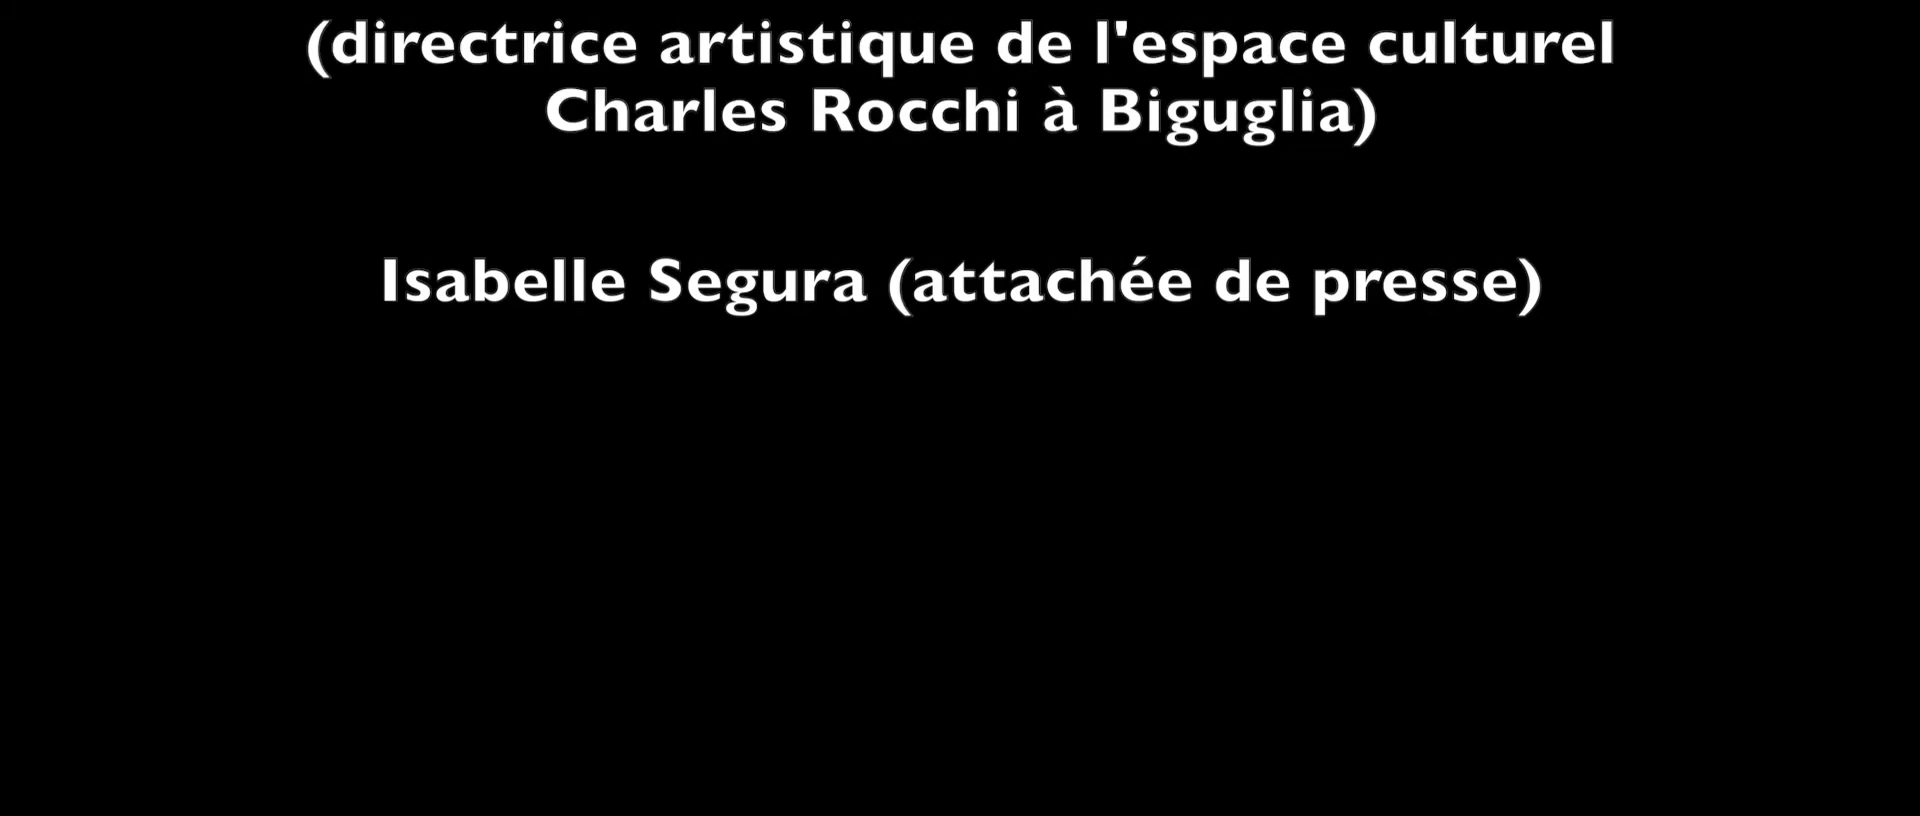 (directrice artistique de l'espace culturel
Charles Rocchi à Biguglia)
Isabelle Segura (attachée de presse)